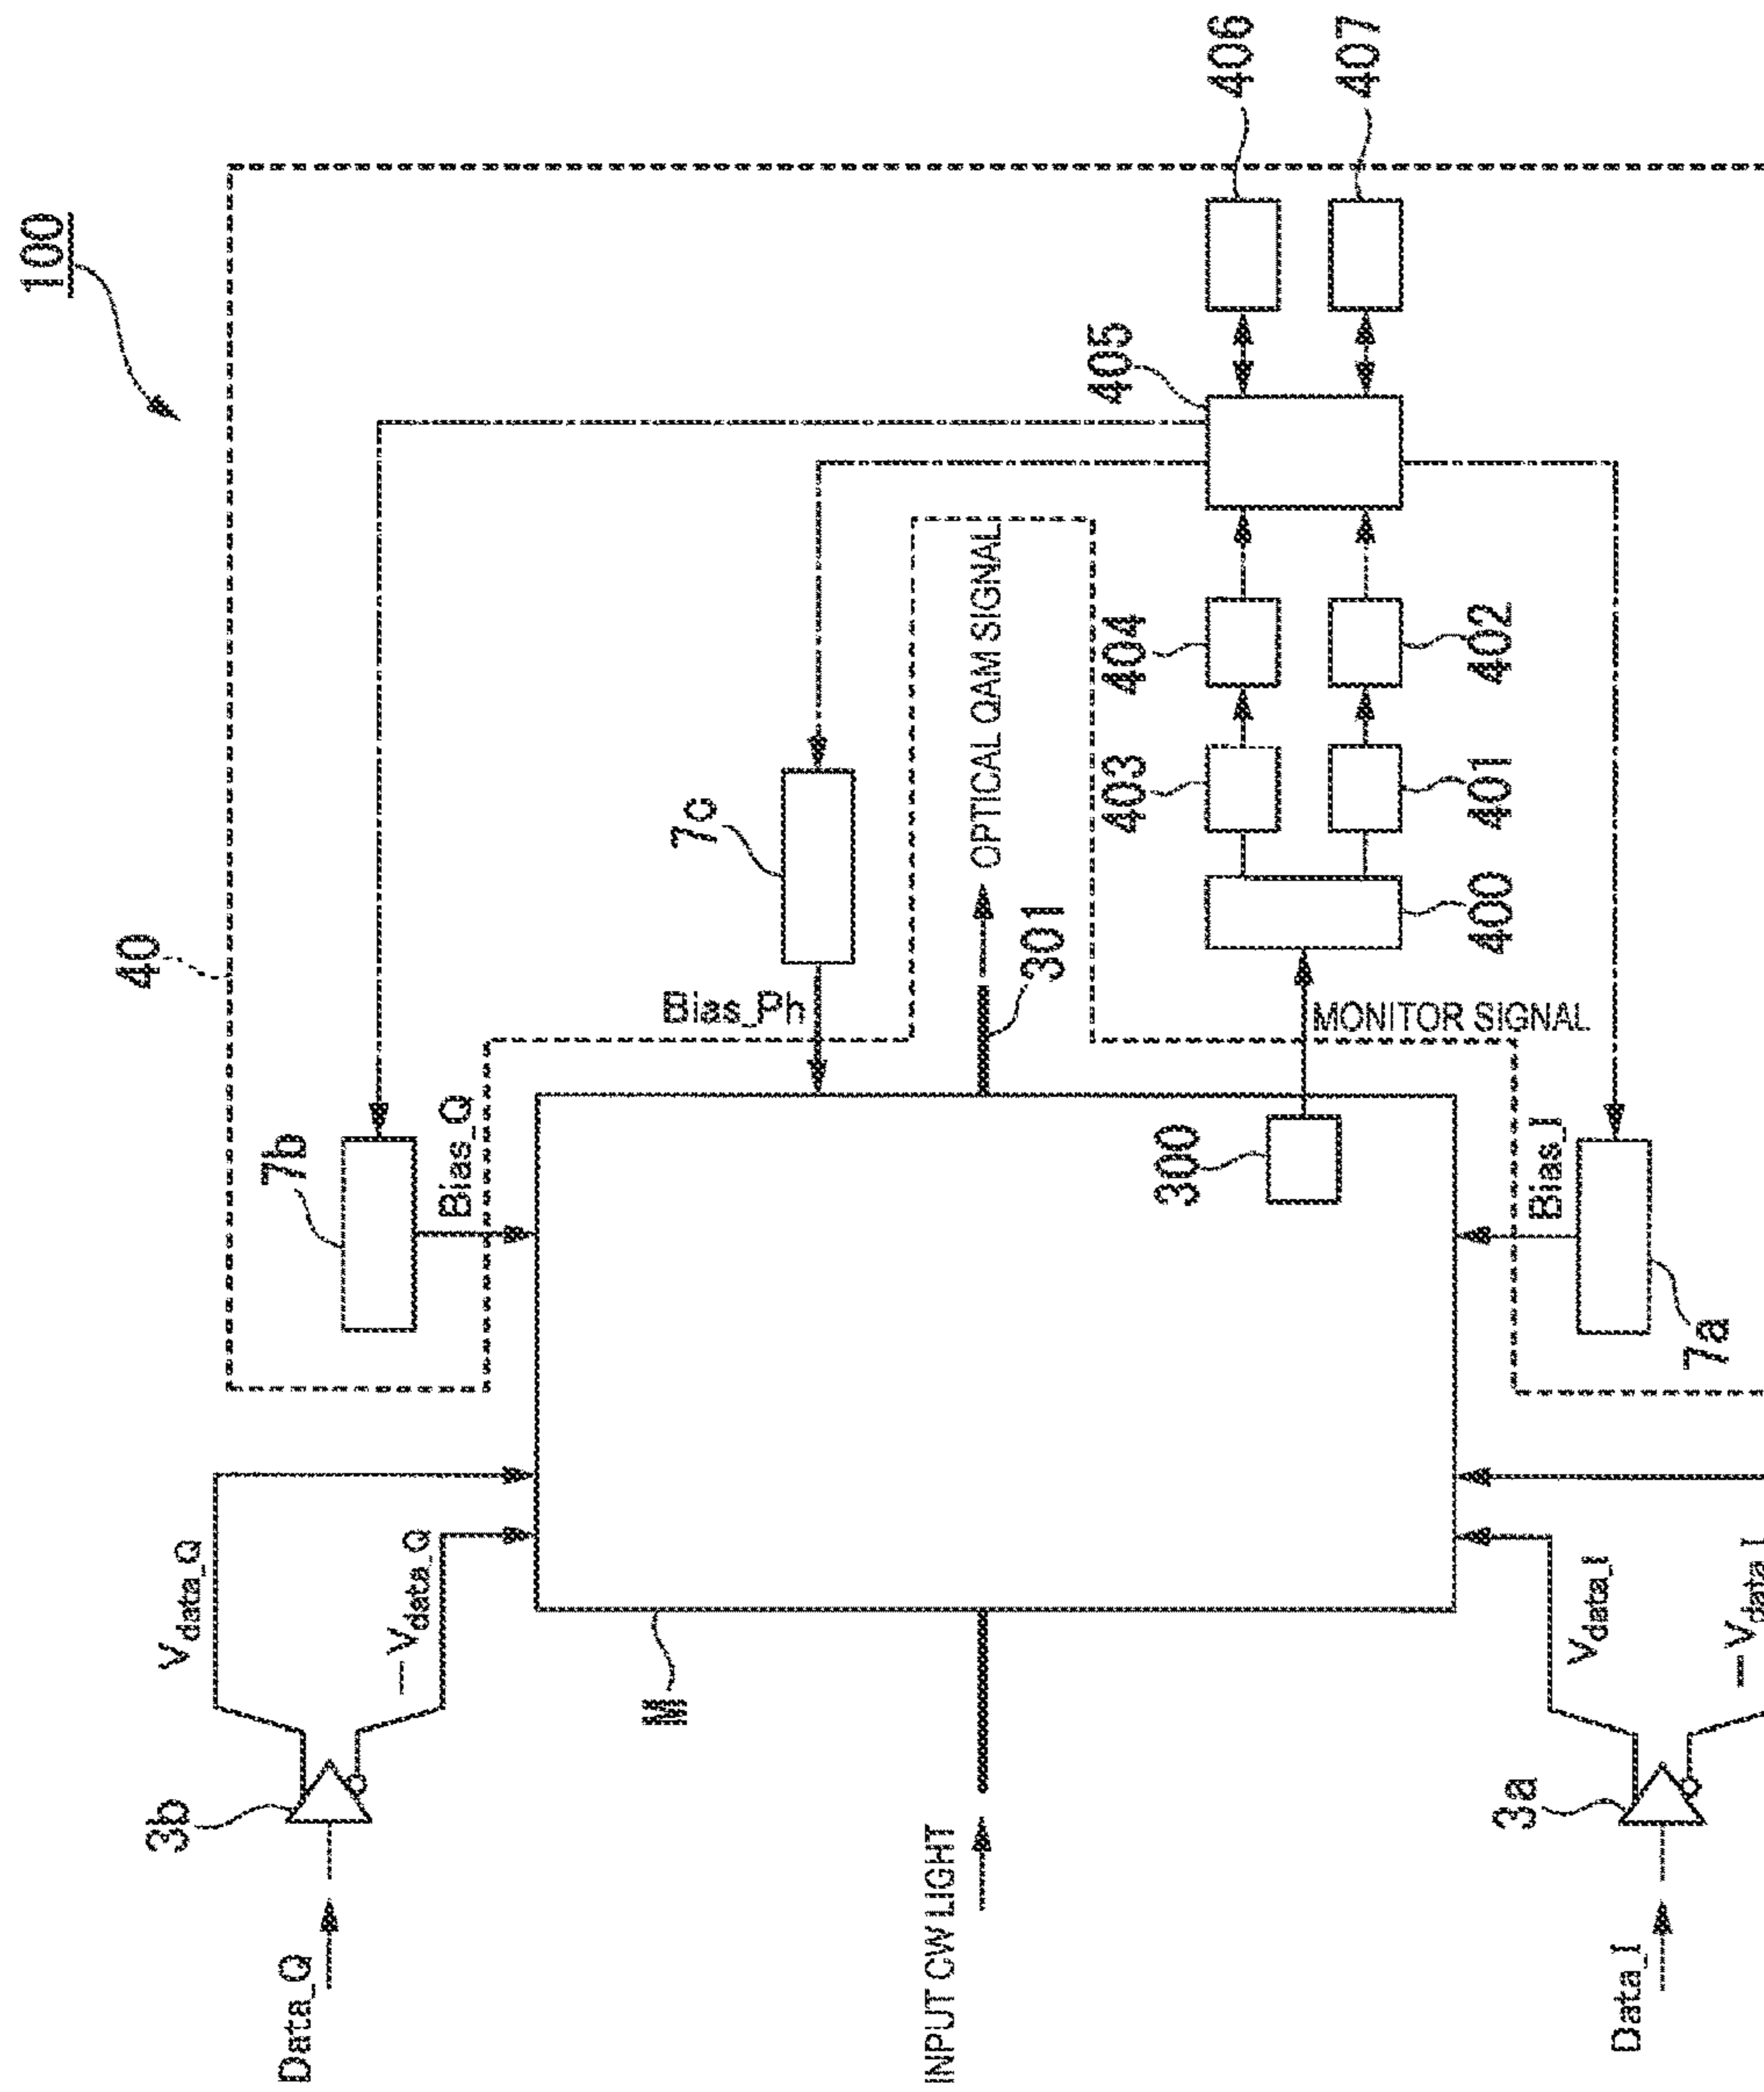 100
40
406
407
405
404
402
403
401
400
7c
7b
7a
Bias_Ph
Bias_Q
Bias_I
OPTICAL QAM SIGNAL
301
MONITOR SIGNAL
300
M
Vdata_Q
—Vdata_Q
Vdata_I
—Vdata_I
3b
3a
INPUT CW LIGHT
Data_Q
Data_I